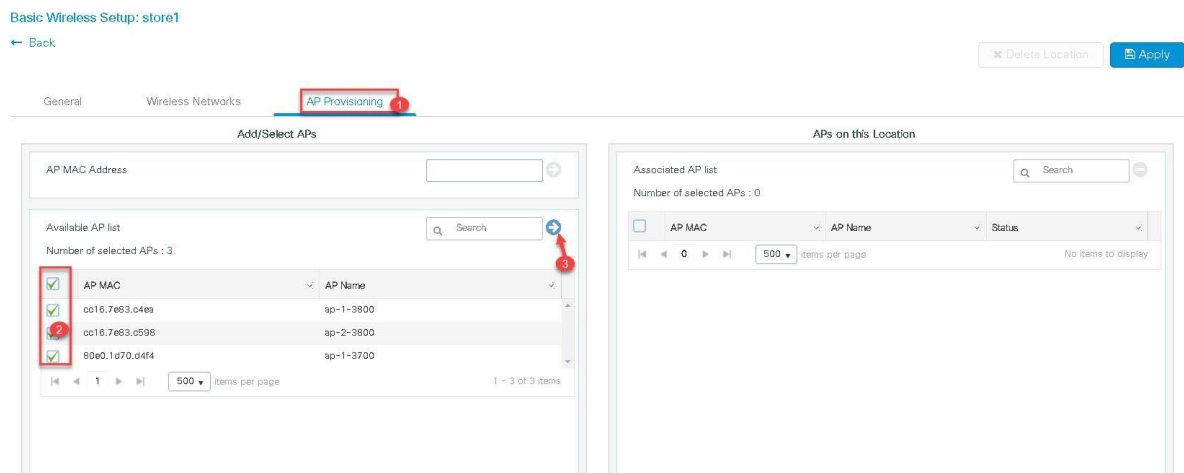 Basic Wireless Setup: store1
← Back
✖ Delete Location
Apply
General
Wireless Networks
AP Provisioning
1
Add/Select APs
APs on this Location
AP MAC Address
Associated AP list
Search
Number of selected APs : 0
Available AP list
Search
Number of selected APs : 3
3
AP MAC
AP Name
Status
0
500
items per page
No items to display
AP MAC
AP Name
cc16.7e83.c4ea
ap-1-3800
2
cc16.7e83.c598
ap-2-3800
80e0.1d70.d4f4
ap-1-3700
1
500
items per page
1 - 3 of 3 items